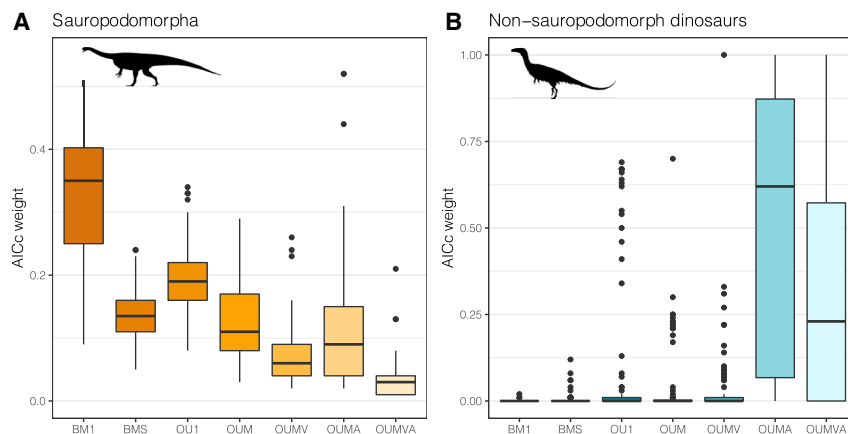 A Sauropodomorpha
AICc weight
0.4
0.2
0.0
BM1 BMS OU1 OUM OUMV OUMA OUMVA
B Non−sauropodomorph dinosaurs
AICc weight
1.00
0.75
0.50
0.25
0.00
BM1 BMS OU1 OUM OUMV OUMA OUMVA